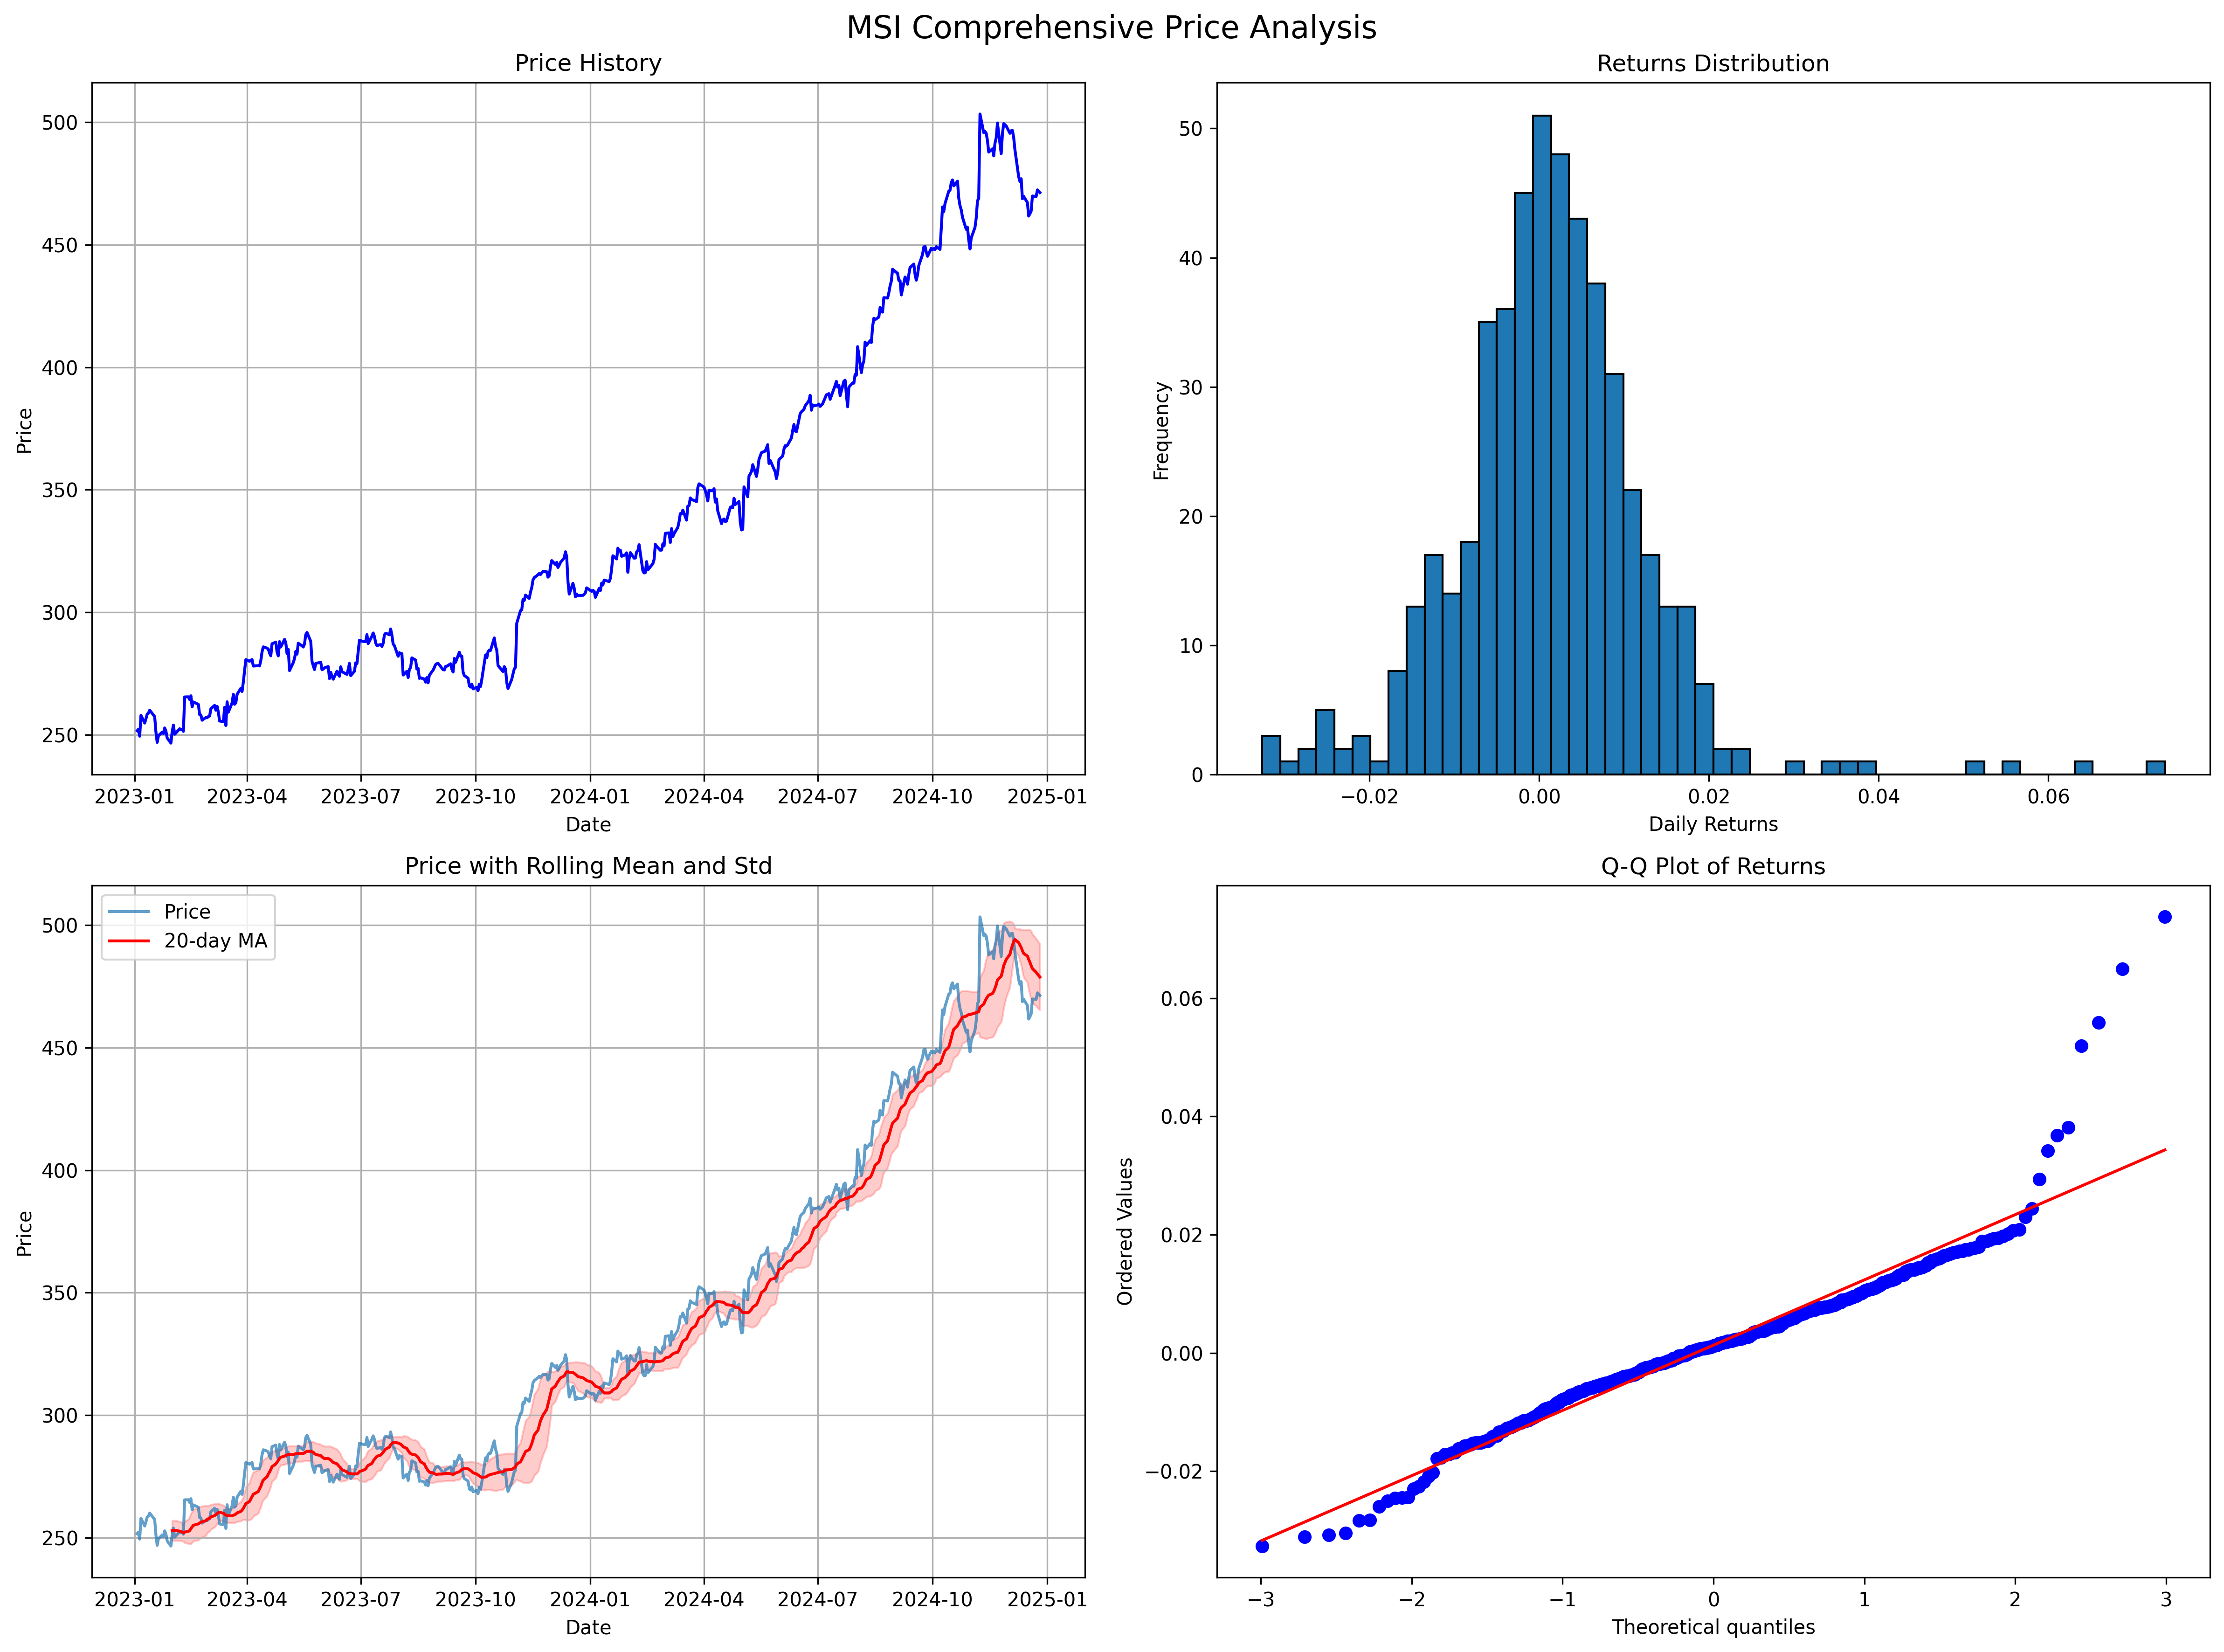 MSI Comprehensive Price Analysis
Price History
Price
500
450
400
350
300
250
2023-01 2023-04 2023-07 2023-10 2024-01 2024-04 2024-07 2024-10 2025-01
Date
Returns Distribution
Frequency
50
40
30
20
10
0
−0.02 0.00 0.02 0.04 0.06
Daily Returns
Price with Rolling Mean and Std
Price
20-day MA
Price
500
450
400
350
300
250
2023-01 2023-04 2023-07 2023-10 2024-01 2024-04 2024-07 2024-10 2025-01
Date
Q-Q Plot of Returns
Ordered Values
0.06
0.04
0.02
0.00
−0.02
−3 −2 −1 0 1 2 3
Theoretical quantiles